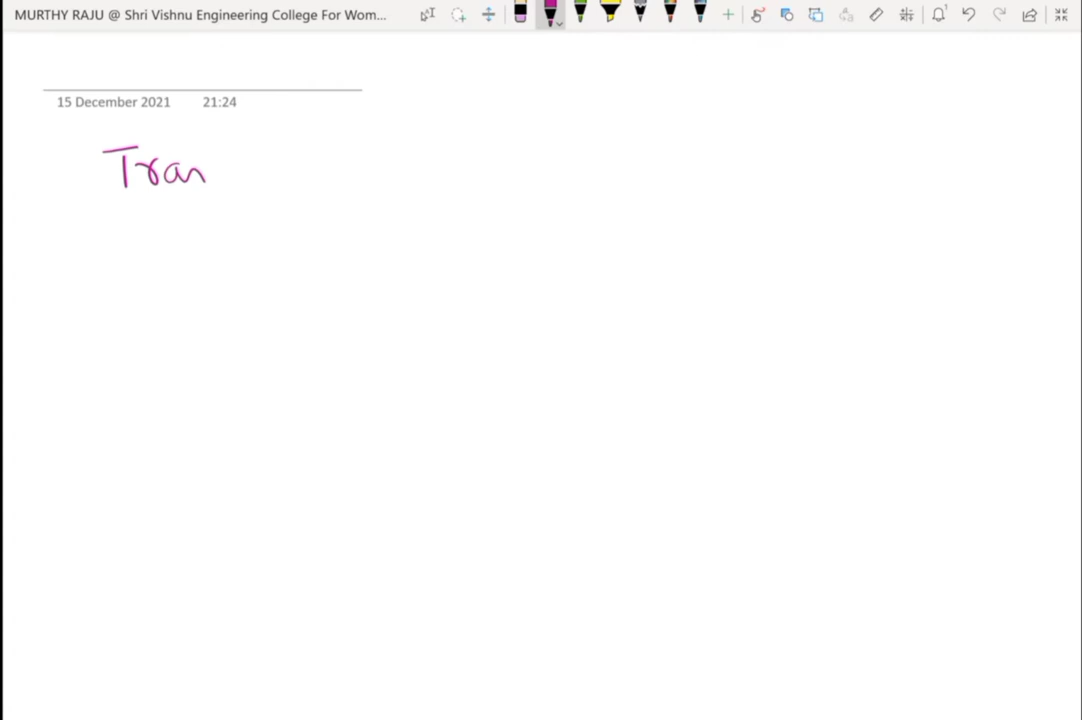 MURTHY RAJU @ Shri Vishnu Engineering College For Wom...
15 December 2021 21:24
Tran